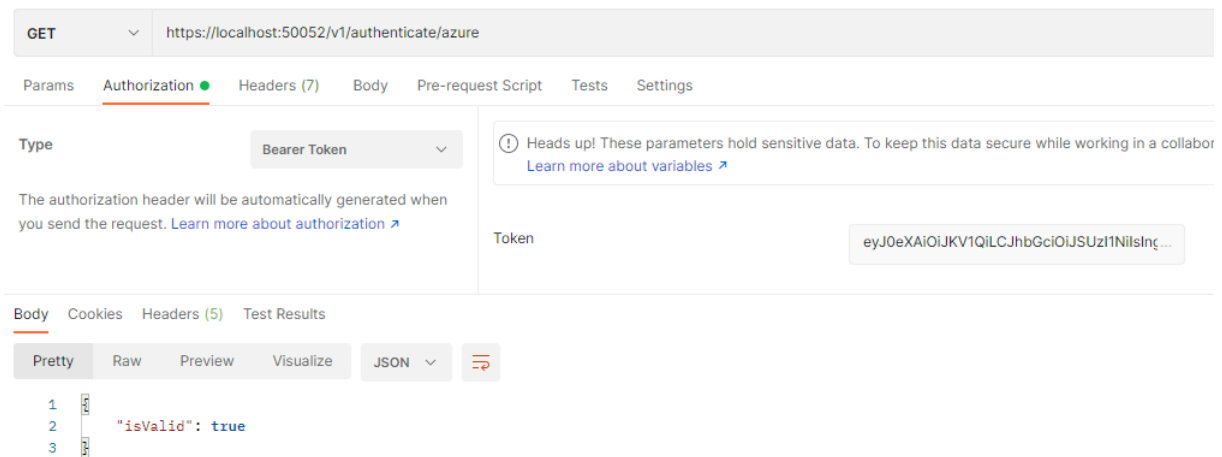 GET https://localhost:50052/v1/authenticate/azure
Params Authorization Headers (7) Body Pre-request Script Tests Settings
Type Bearer Token
The authorization header will be automatically generated when
you send the request. Learn more about authorization ↗
Heads up! These parameters hold sensitive data. To keep this data secure while working in a collabor
Learn more about variables ↗
Token eyJ0eXAiOiJKV1QiLCJhbGciOiJSUzI1NiIsIng...
Body Cookies Headers (5) Test Results
Pretty Raw Preview Visualize JSON
1 {
2 "isValid": true
3 }